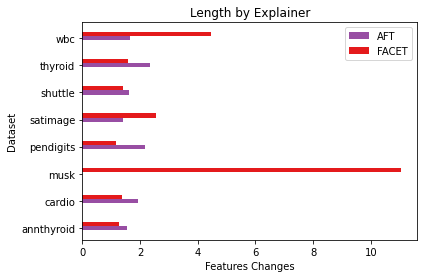 Length by Explainer
AFT
FACET
wbc
thyroid
shuttle
satimage
pendigits
musk
cardio
annthyroid
Dataset
0 2 4 6 8 10
Features Changes